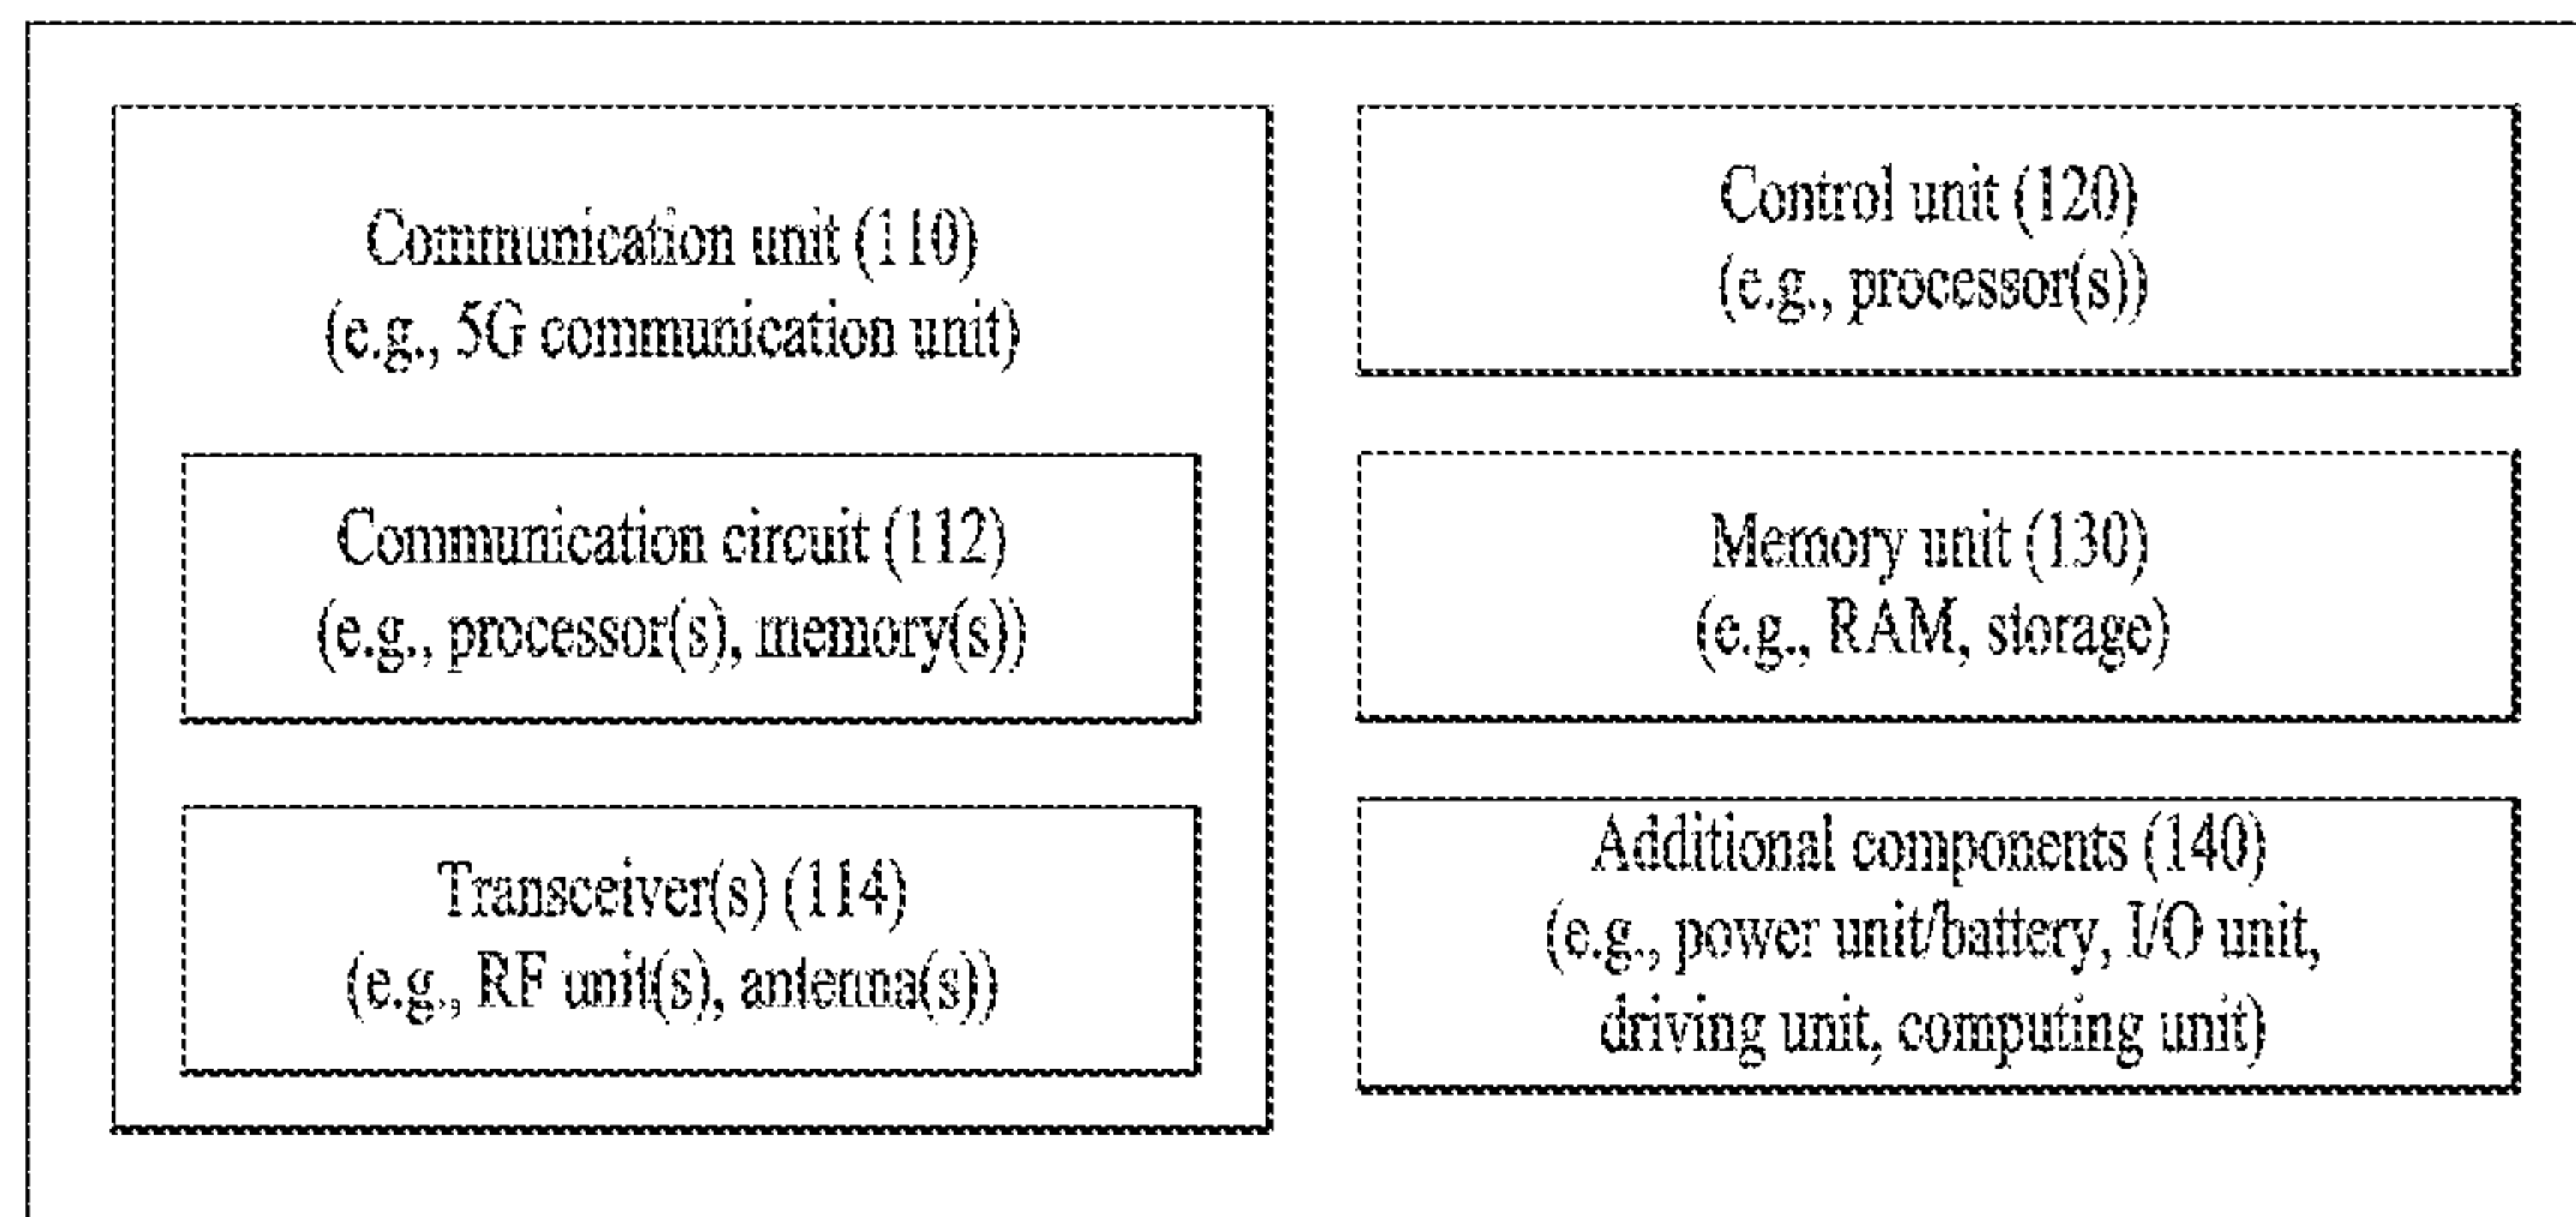 Communication unit (110)
(e.g., 5G communication unit)
Communication circuit (112)
(e.g., processor(s), memory(s))
Transceiver(s) (114)
(e.g., RF unit(s), antenna(s))
Control unit (120)
(e.g., processor(s))
Memory unit (130)
(e.g., RAM, storage)
Additional components (140)
(e.g., power unit/battery, I/O unit,
driving unit, computing unit)